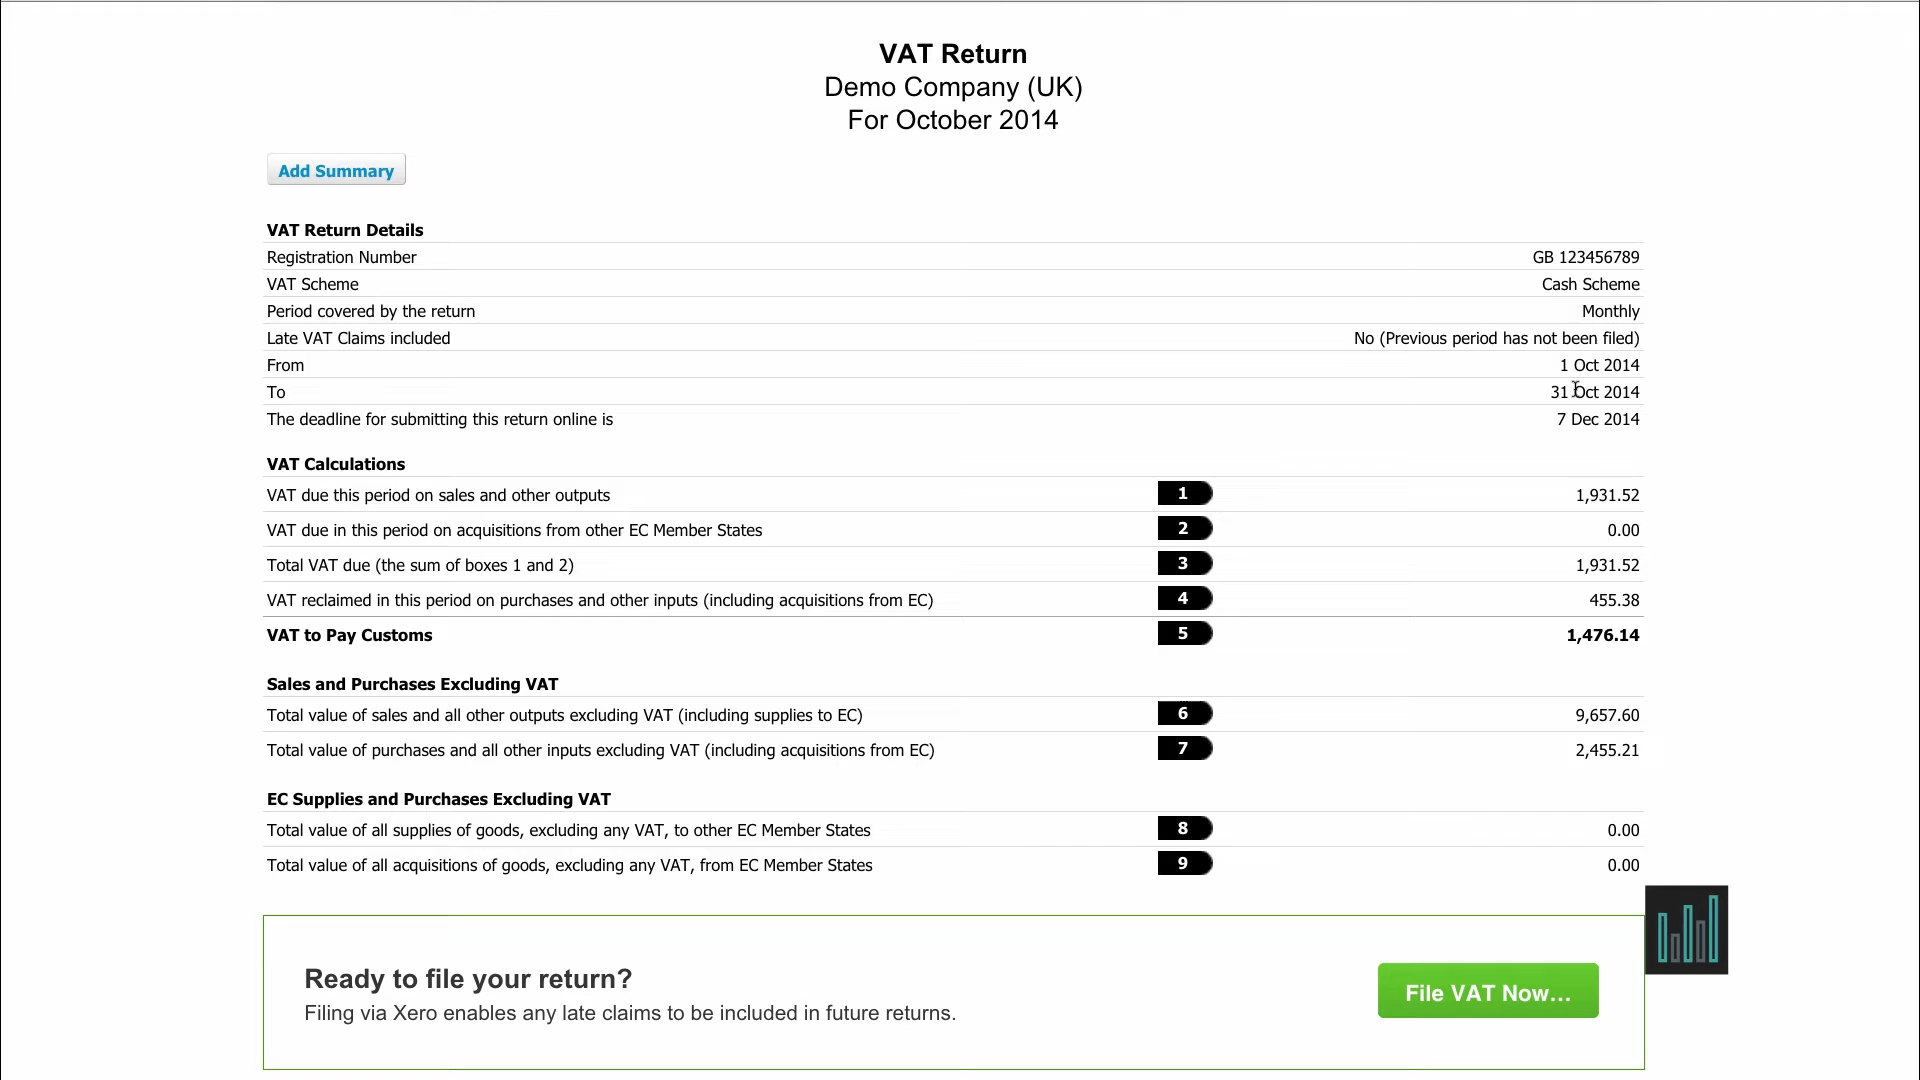 VAT Return
Demo Company (UK)
For October 2014
Add Summary
VAT Return Details
Registration Number GB 123456789
VAT Scheme Cash Scheme
Period covered by the return Monthly
Late VAT Claims included No (Previous period has not been filed)
From 1 Oct 2014
To 31 Oct 2014
The deadline for submitting this return online is 7 Dec 2014
VAT Calculations
VAT due this period on sales and other outputs 1 1,931.52
VAT due in this period on acquisitions from other EC Member States 2 0.00
Total VAT due (the sum of boxes 1 and 2) 3 1,931.52
VAT reclaimed in this period on purchases and other inputs (including acquisitions from EC) 4 455.38
VAT to Pay Customs 5 1,476.14
Sales and Purchases Excluding VAT
Total value of sales and all other outputs excluding VAT (including supplies to EC) 6 9,657.60
Total value of purchases and all other inputs excluding VAT (including acquisitions from EC) 7 2,455.21
EC Supplies and Purchases Excluding VAT
Total value of all supplies of goods, excluding any VAT, to other EC Member States 8 0.00
Total value of all acquisitions of goods, excluding any VAT, from EC Member States 9 0.00
Ready to file your return?
Filing via Xero enables any late claims to be included in future returns.
File VAT Now...